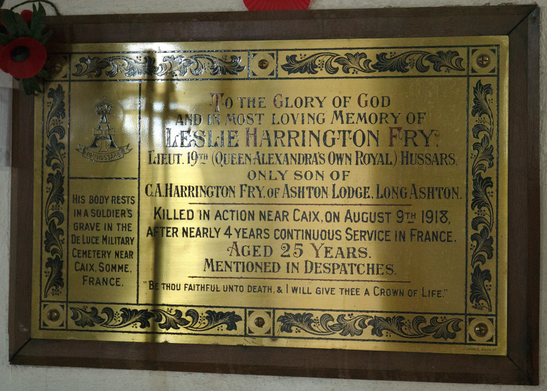 TO THE GLORY OF GOD
AND IN MOST LOVING MEMORY OF
LESLIE HARRINGTON FRY.
LIEUT. 19TH (QUEEN ALEXANDRA'S OWN ROYAL) HUSSARS,
ONLY SON OF
C.A. HARRINGTON FRY, OF ASHTON LODGE, LONG ASHTON.
KILLED IN ACTION NEAR CAIX, ON AUGUST 9TH 1918,
AFTER NEARLY 4 YEARS CONTINUOUS SERVICE IN FRANCE.
AGED 25 YEARS.
MENTIONED IN DESPATCHES.
"BE THOU FAITHFUL UNTO DEATH, & I WILL GIVE THEE A CROWN OF LIFE."
HIS BODY RESTS
IN A SOLDIER'S
GRAVE IN THE
DE LUCE MILITARY
CEMETERY NEAR
CAIX, SOMME,
FRANCE.